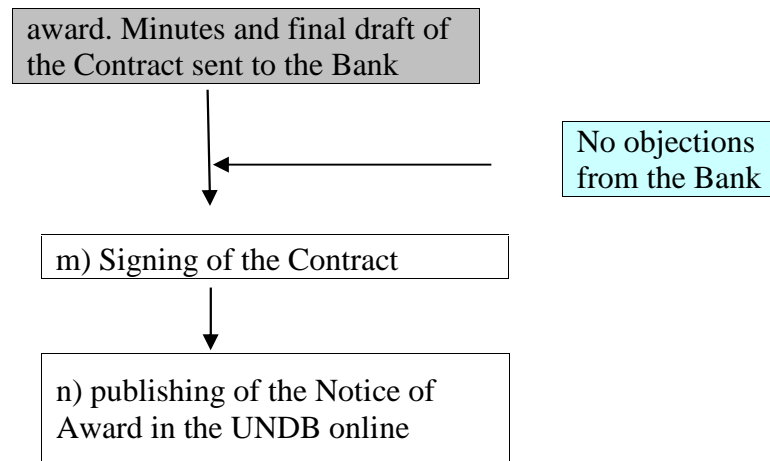 award. Minutes and final draft of
the Contract sent to the Bank
No objections
from the Bank
m) Signing of the Contract
n) publishing of the Notice of
Award in the UNDB online